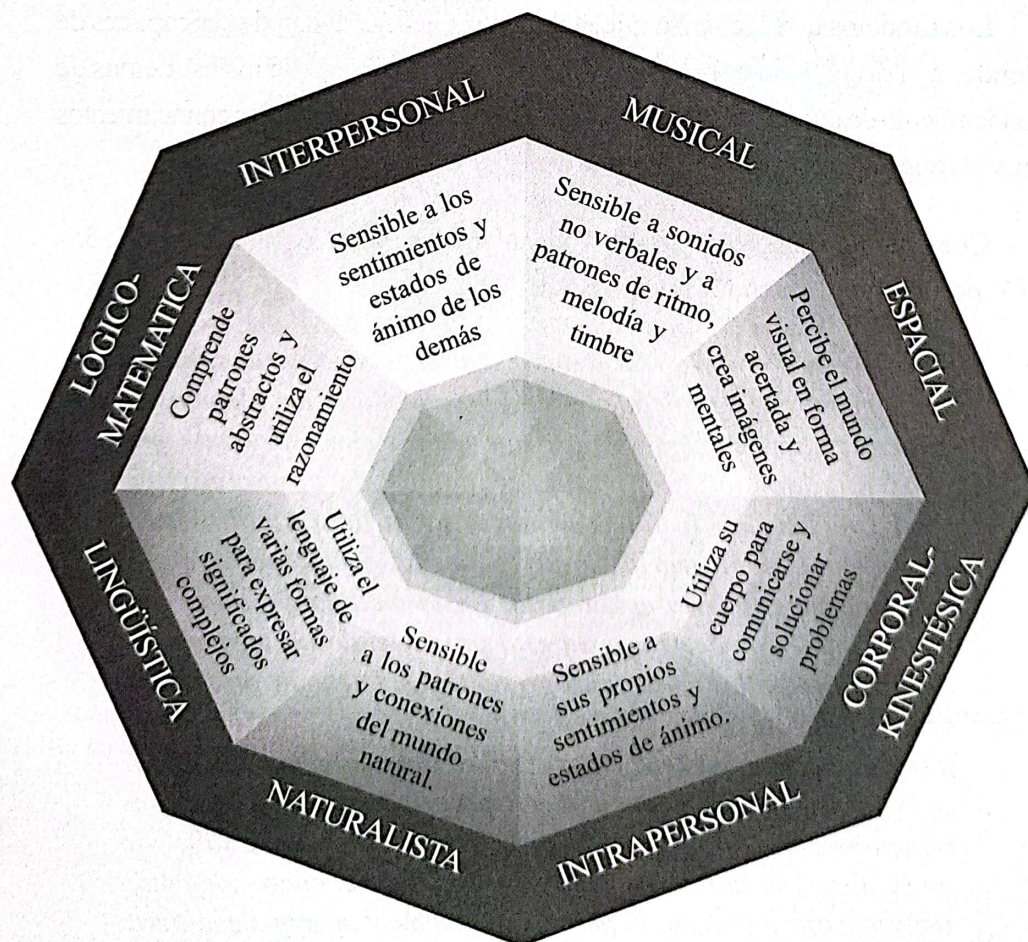 INTERPERSONAL
Sensible a los
sentimientos y
estados de
ánimo de los
demás
MUSICAL
Sensible a sonidos
no verbales y a
patrones de ritmo,
melodía y
timbre
ESPACIAL
Percibe el mundo
visual en forma
acertada y
crea imágenes
mentales
CORPORAL-
KINESTÉSICA
Utiliza su
cuerpo para
comunicarse y
solucionar
problemas
INTRAPERSONAL
Sensible a
sus propios
sentimientos y
estados de ánimo.
NATURALISTA
Sensible
a los patrones
y conexiones
del mundo
natural.
LINGÜÍSTICA
Utiliza el
lenguaje de
varias formas
para expresar
significados
complejos
LÓGICO-
MATEMATICA
Comprende
patrones
abstractos y
utiliza el
razonamiento